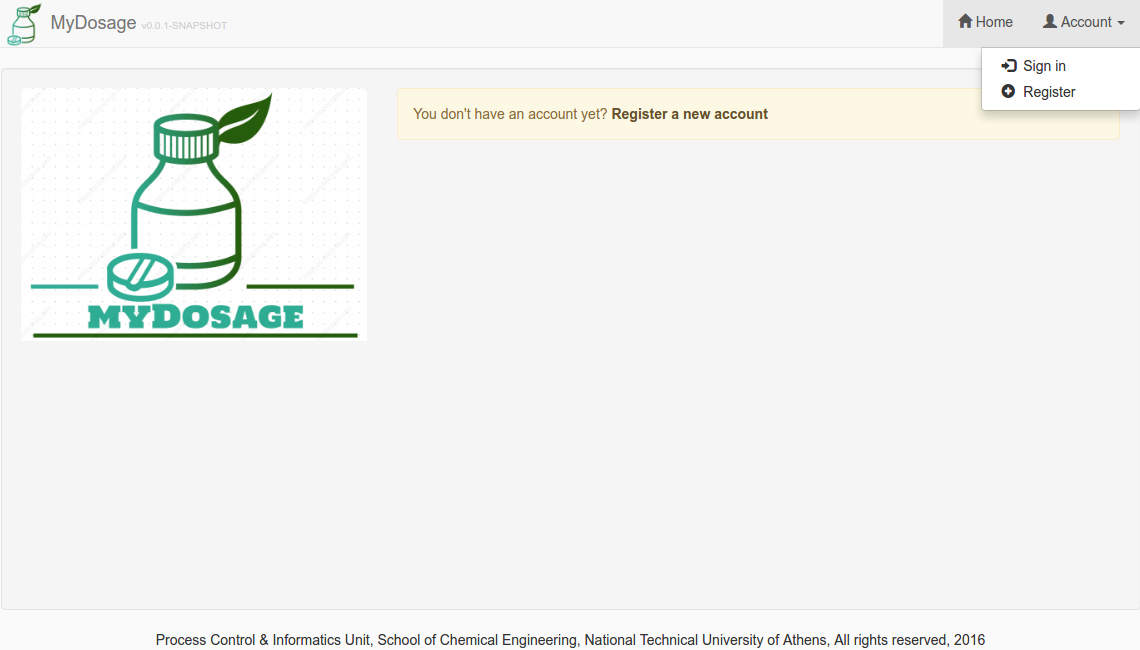 MyDosage v0.0.1-SNAPSHOT
Home
Account
Sign in
Register
You don't have an account yet? Register a new account
MYDOSAGE
Process Control & Informatics Unit, School of Chemical Engineering, National Technical University of Athens, All rights reserved, 2016